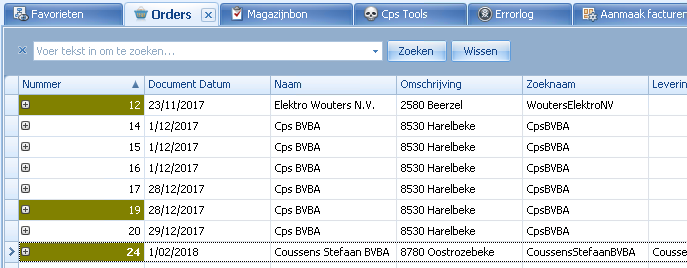 Favorieten Orders Magazijnbon Cps Tools Errorlog Aanmaak facturen
Voer tekst in om te zoeken... Zoeken Wissen
Nummer Document Datum Naam Omschrijving Zoeknaam Leverin
12 23/11/2017 Elektro Wouters N.V. 2580 Beerzel WoutersElektroNV
14 1/12/2017 Cps BVBA 8530 Harelbeke CpsBVBA
15 1/12/2017 Cps BVBA 8530 Harelbeke CpsBVBA
16 1/12/2017 Cps BVBA 8530 Harelbeke CpsBVBA
17 28/12/2017 Cps BVBA 8530 Harelbeke CpsBVBA
19 28/12/2017 Cps BVBA 8530 Harelbeke CpsBVBA
20 29/12/2017 Cps BVBA 8530 Harelbeke CpsBVBA
24 1/02/2018 Coussens Stefaan BVBA 8780 Oostrozebeke CoussensStefaanBVBA Cousse